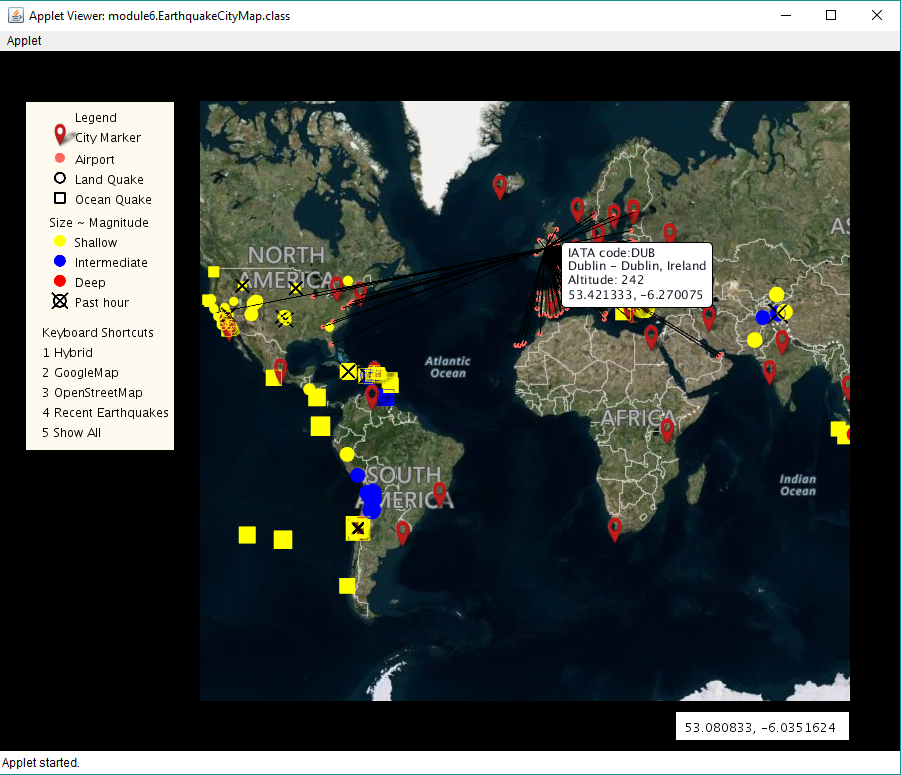 Applet Viewer: module6.EarthquakeCityMap.class
Applet
Legend
City Marker
Airport
Land Quake
Ocean Quake
Size ~ Magnitude
Shallow
Intermediate
Deep
Past hour
Keyboard Shortcuts
1 Hybrid
2 GoogleMap
3 OpenStreetMap
4 Recent Earthquakes
5 Show All
NORTH
AMERICA
AS
IATA code:DUB
Dublin - Dublin, Ireland
Altitude: 242
53.421333, -6.270075
Atlantic
Ocean
AFRICA
SOUTH
AMERICA
Indian
Ocean
53.080833, -6.0351624
Applet started.